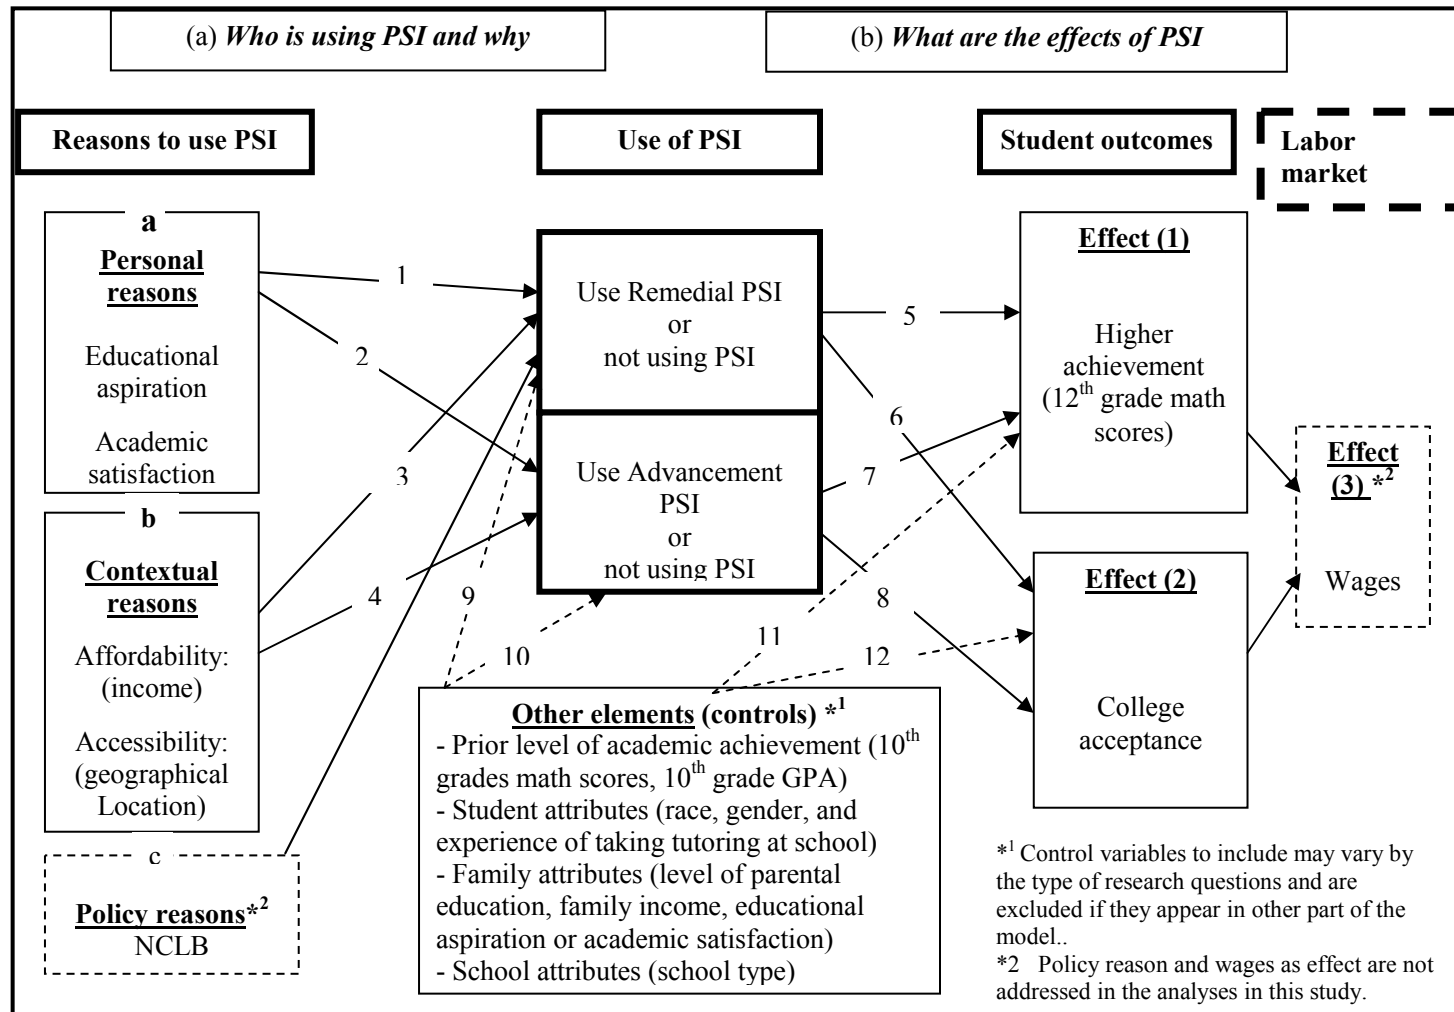 (a) Who is using PSI and why
(b) What are the effects of PSI
Reasons to use PSI
Use of PSI
Student outcomes
Labor
market
a
Personal
reasons
Educational
aspiration
Academic
satisfaction
b
Contextual
reasons
Affordability:
(income)
Accessibility:
(geographical
Location)
c
Policy reasons*2
NCLB
1
2
3
4
9
10
Use Remedial PSI
or
not using PSI
Use Advancement
PSI
or
not using PSI
5
6
7
8
11
12
Other elements (controls) *1
- Prior level of academic achievement (10th
grades math scores, 10th grade GPA)
- Student attributes (race, gender, and
experience of taking tutoring at school)
- Family attributes (level of parental
education, family income, educational
aspiration or academic satisfaction)
- School attributes (school type)
Effect (1)
Higher
achievement
(12th grade math
scores)
Effect (2)
College
acceptance
Effect
(3) *2
Wages
*1 Control variables to include may vary by
the type of research questions and are
excluded if they appear in other part of the
model..
*2 Policy reason and wages as effect are not
addressed in the analyses in this study.